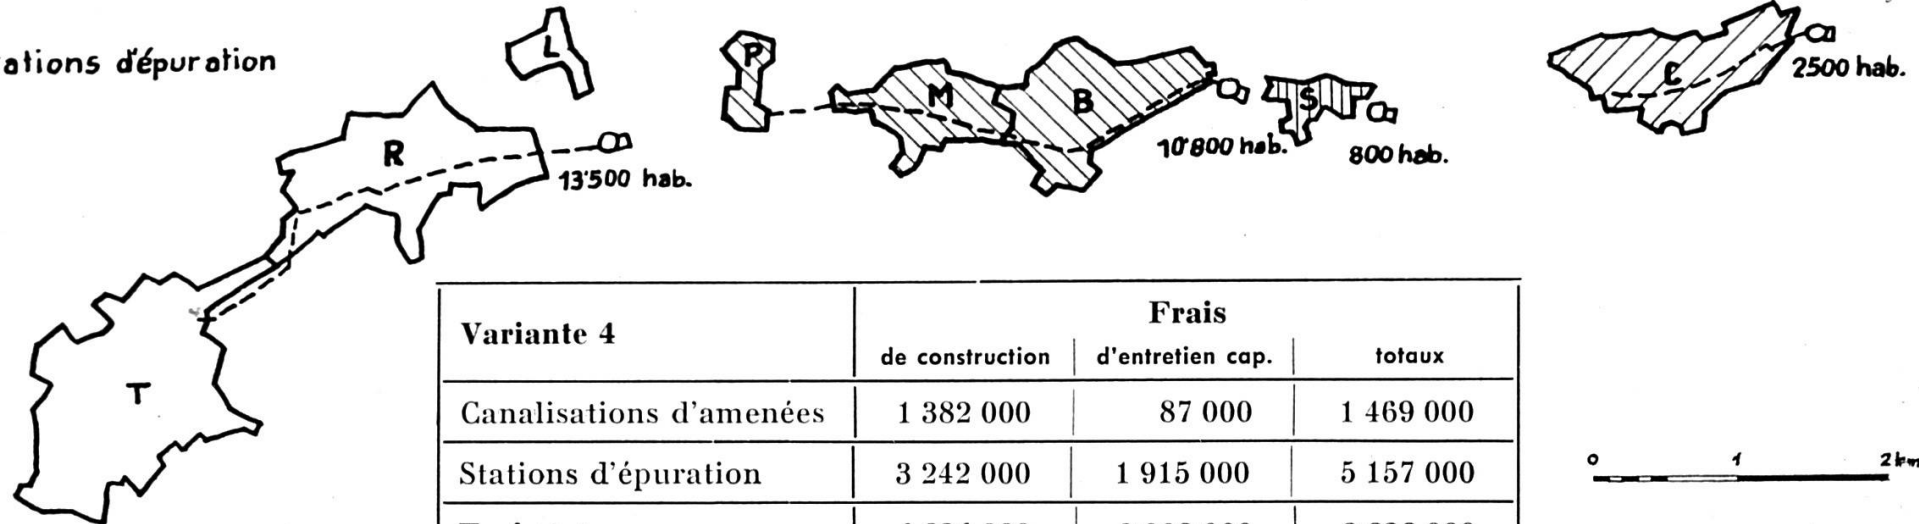 ations d'épuration
L
P
M
B
S
C
2500 hab.
R
13'500 hab.
10'800 hab.
800 hab.
T
Variante 4
Frais
de construction d'entretien cap. totaux
Canalisations d'amenées 1 382 000 87 000 1 469 000
Stations d'épuration 3 242 000 1 915 000 5 157 000
0 1 2 km